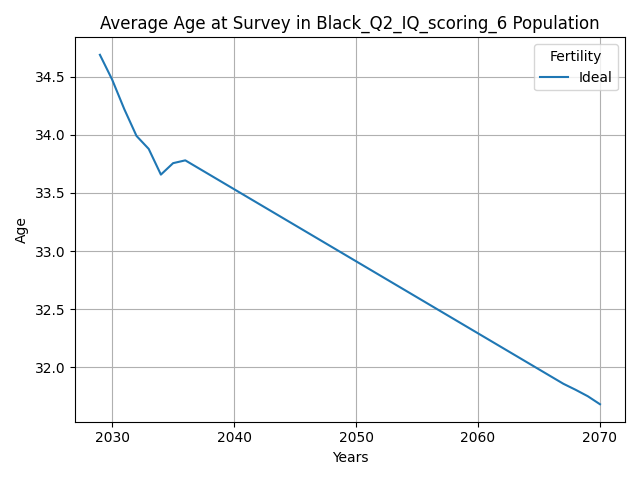 Average Age at Survey in Black_Q2_IQ_scoring_6 Population
Fertility
Ideal
34.5
34.0
33.5
33.0
32.5
32.0
Age
2030 2040 2050 2060 2070
Years